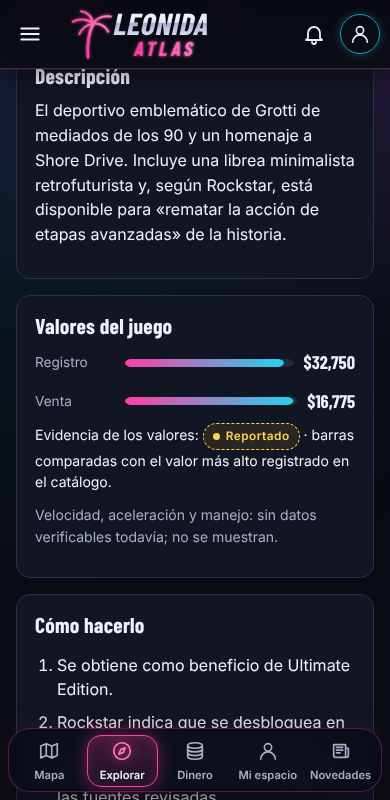 LEONIDA
ATLAS
Descripción
El deportivo emblemático de Grotti de
mediados de los 90 y un homenaje a
Shore Drive. Incluye una librea minimalista
retrofuturista y, según Rockstar, está
disponible para «rematar la acción de
etapas avanzadas» de la historia.
Valores del juego
Registro $32,750
Venta $16,775
Evidencia de los valores: Reportado · barras
comparadas con el valor más alto registrado en
el catálogo.
Velocidad, aceleración y manejo: sin datos
verificables todavía; no se muestran.
Cómo hacerlo
1. Se obtiene como beneficio de Ultimate
Edition.
2. Rockstar indica que se desbloquea en
Mapa Explorar Dinero Mi espacio Novedades
las fuentes revisadas